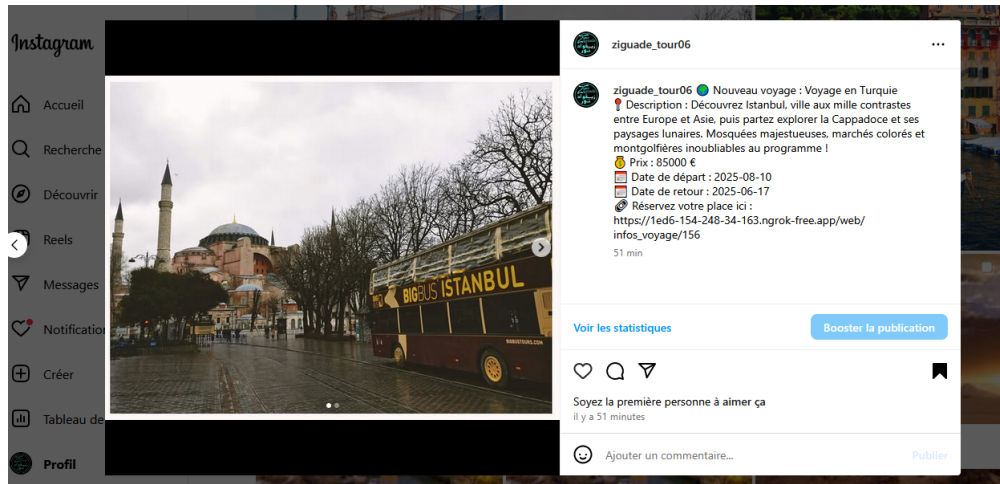 Instagram
Accueil
Recherche
Découvrir
Reels
Messages
Notification
Créer
Tableau de
Profil
BIGBUS ISTANBUL
BIGBUSTOURS.COM
ziguade_tour06
ziguade_tour06 🌍 Nouveau voyage : Voyage en Turquie
📍 Description : Découvrez Istanbul, ville aux mille contrastes
entre Europe et Asie, puis partez explorer la Cappadoce et ses
paysages lunaires. Mosquées majestueuses, marchés colorés et
montgolfières inoubliables au programme !
💰 Prix : 85000 €
📅 Date de départ : 2025-08-10
📅 Date de retour : 2025-06-17
🔗 Réservez votre place ici :
https://1ed6-154-248-34-163.ngrok-free.app/web/
infos_voyage/156
51 min
Voir les statistiques
Booster la publication
Soyez la première personne à aimer ça
il y a 51 minutes
Ajouter un commentaire...
Publier